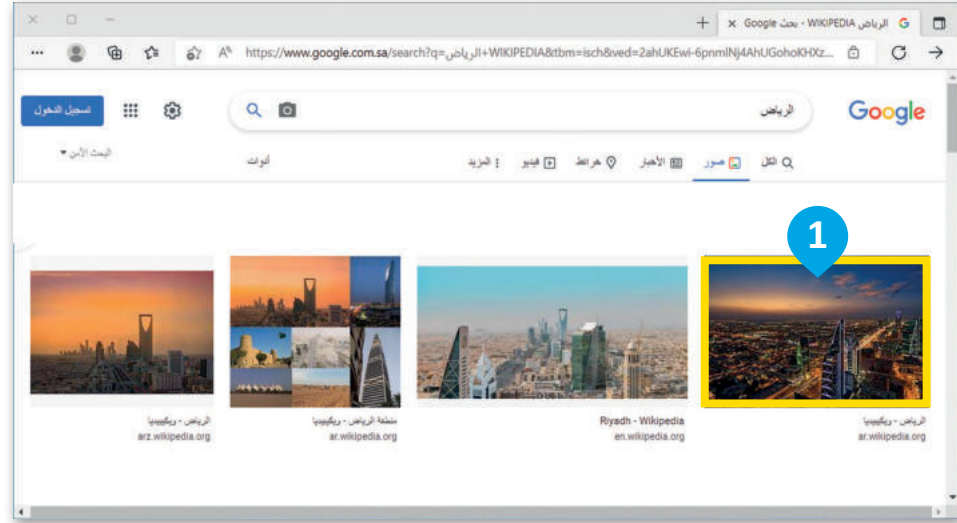 الرياض WIKIPEDIA - بحث Google
https://www.google.com.sa/search?q=الرياض+WIKIPEDIA&tbm=isch&ved=2ahUKEwi-6pnmlNj4AhUGohoKHXz...
Google
الرياض
تسجيل الدخول
الكل
صور
الأخبار
خرائط
فيديو
المزيد
أدوات
البحث الآمن
1
الرياض - ويكيبيديا
ar.wikipedia.org
Riyadh - Wikipedia
en.wikipedia.org
منطقة الرياض - ويكيبيديا
ar.wikipedia.org
الرياض - ويكيبيديا
arz.wikipedia.org